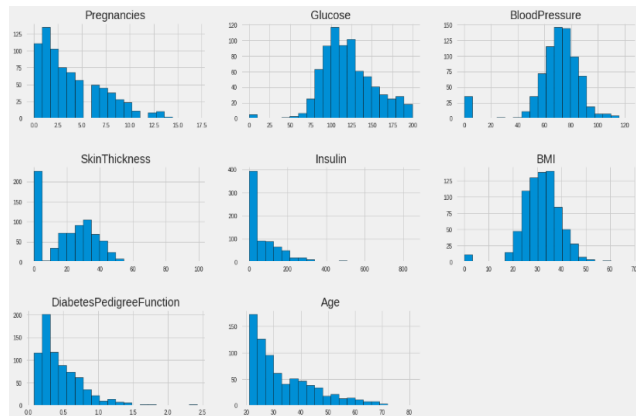 Pregnancies
125
100
75
50
25
0
0.0 2.5 5.0 7.5 10.0 12.5 15.0 17.5
Glucose
120
100
80
60
40
20
0
0 25 50 75 100 125 150 175 200
BloodPressure
150
125
100
75
50
25
0
0 20 40 60 80 100 120
SkinThickness
200
150
100
50
0
0 20 40 60 80 100
Insulin
400
300
200
100
0
0 200 400 600 800
BMI
125
100
75
50
25
0
0 10 20 30 40 50 60 70
DiabetesPedigreeFunction
200
150
100
50
0
0.0 0.5 1.0 1.5 2.0 2.5
Age
150
100
50
0
20 30 40 50 60 70 80